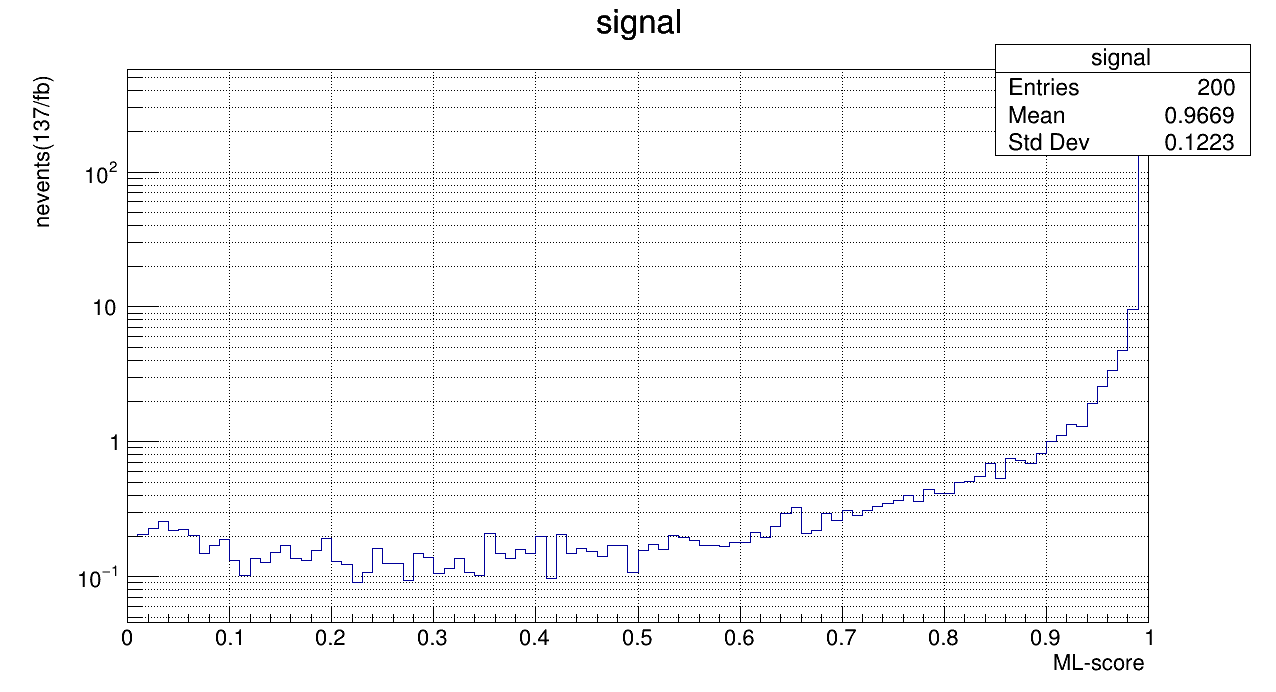 signal
signal
Entries 200
Mean 0.9669
Std Dev 0.1223
nevents(137/fb)
10²
10
1
10⁻¹
0 0.1 0.2 0.3 0.4 0.5 0.6 0.7 0.8 0.9 1
ML-score